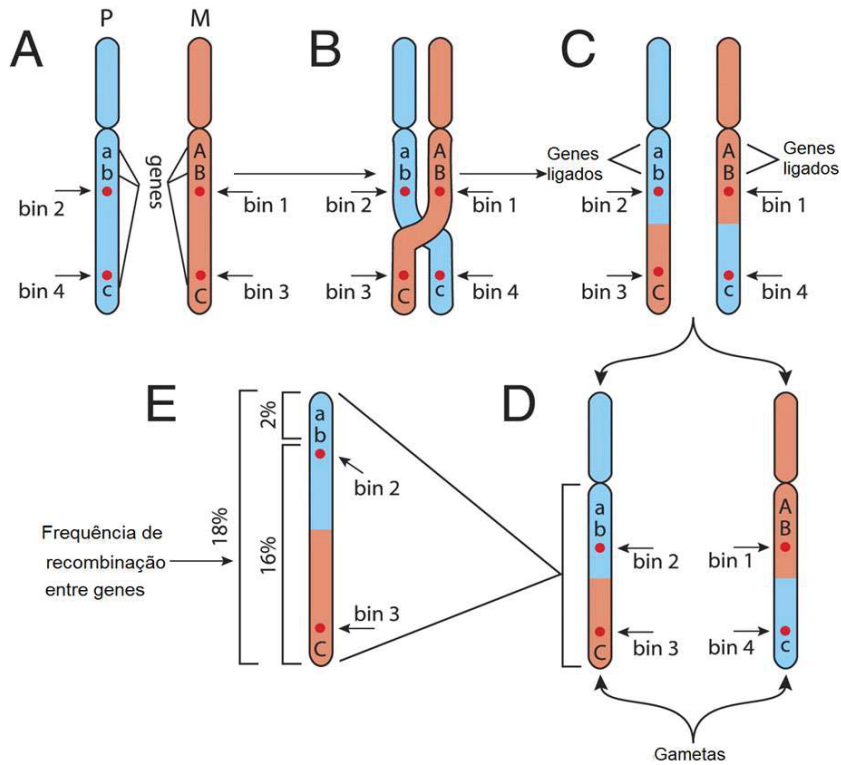 P
M
A
B
C
a
b
A
B
genes
a
b
A
B
a
b
A
B
Genes
ligados
Genes
ligados
bin 2
bin 1
bin 2
bin 1
bin 2
bin 1
bin 4
bin 3
bin 3
bin 4
bin 3
bin 4
c
C
C
c
C
c
E
D
2%
a
b
bin 2
18%
16%
Frequência de
recombinação
entre genes
bin 3
C
a
b
A
B
bin 2
bin 1
bin 3
bin 4
C
c
Gametas